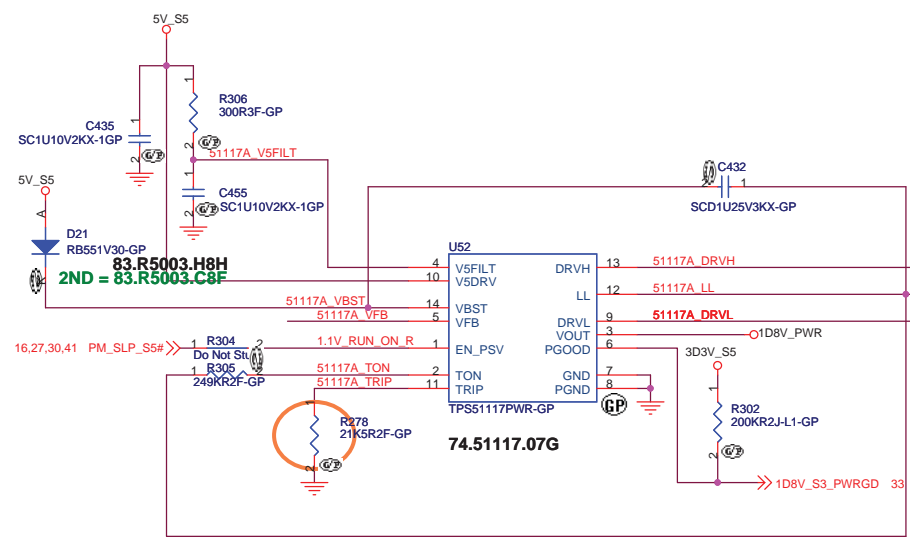 5V_S5
1
1
R306
300R3F-GP
C435
SC1U10V2KX-1GP
2
G/P
2
G/P
51117A_V5FILT
1
C455
SC1U10V2KX-1GP
2
G/P
5V_S5
A
D21
RB551V30-GP
83.R5003.H8H
2ND = 83.R5003.C8F
C432
1
SCD1U25V3KX-GP
U52
4
V5FILT
DRVH
13
51117A_DRVH
10
V5DRV
LL
12
51117A_LL
51117A_VBST
14
VBST
51117A_VFB
5
VFB
DRVL
9
51117A_DRVL
VOUT
3
1D8V_PWR
16,27,30,41 PM_SLP_S5#
1
R304
2
1.1V_RUN_ON_R
1
EN_PSV
PGOOD
6
Do Not Stu
1
R305
2
51117A_TON
2
TON
GND
7
249KR2F-GP
51117A_TRIP
11
TRIP
PGND
8
TPS51117PWR-GP
GP
74.51117.07G
3D3V_S5
1
R302
200KR2J-L1-GP
2
G/P
1D8V_S3_PWRGD 33
1
R278
21K5R2F-GP
2
G/P